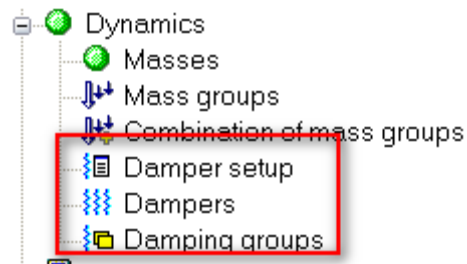 Dynamics
Masses
Mass groups
Combination of mass groups
Damper setup
Dampers
Damping groups